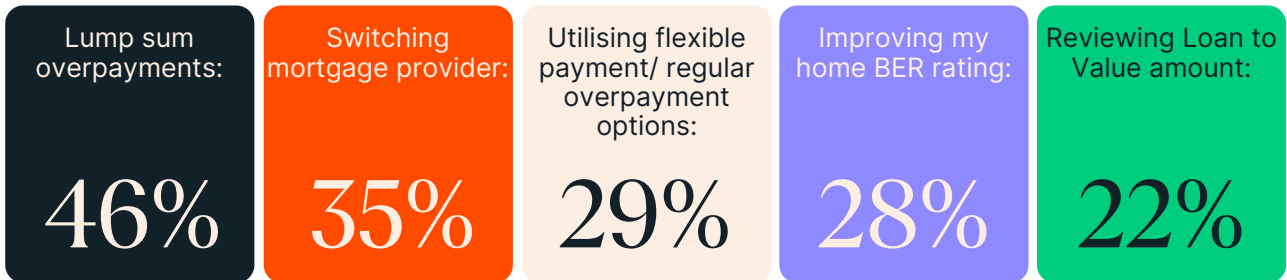 Lump sum
overpayments:
46%
Switching
mortgage provider:
35%
Utilising flexible
payment/ regular
overpayment
options:
29%
Improving my
home BER rating:
28%
Reviewing Loan to
Value amount:
22%